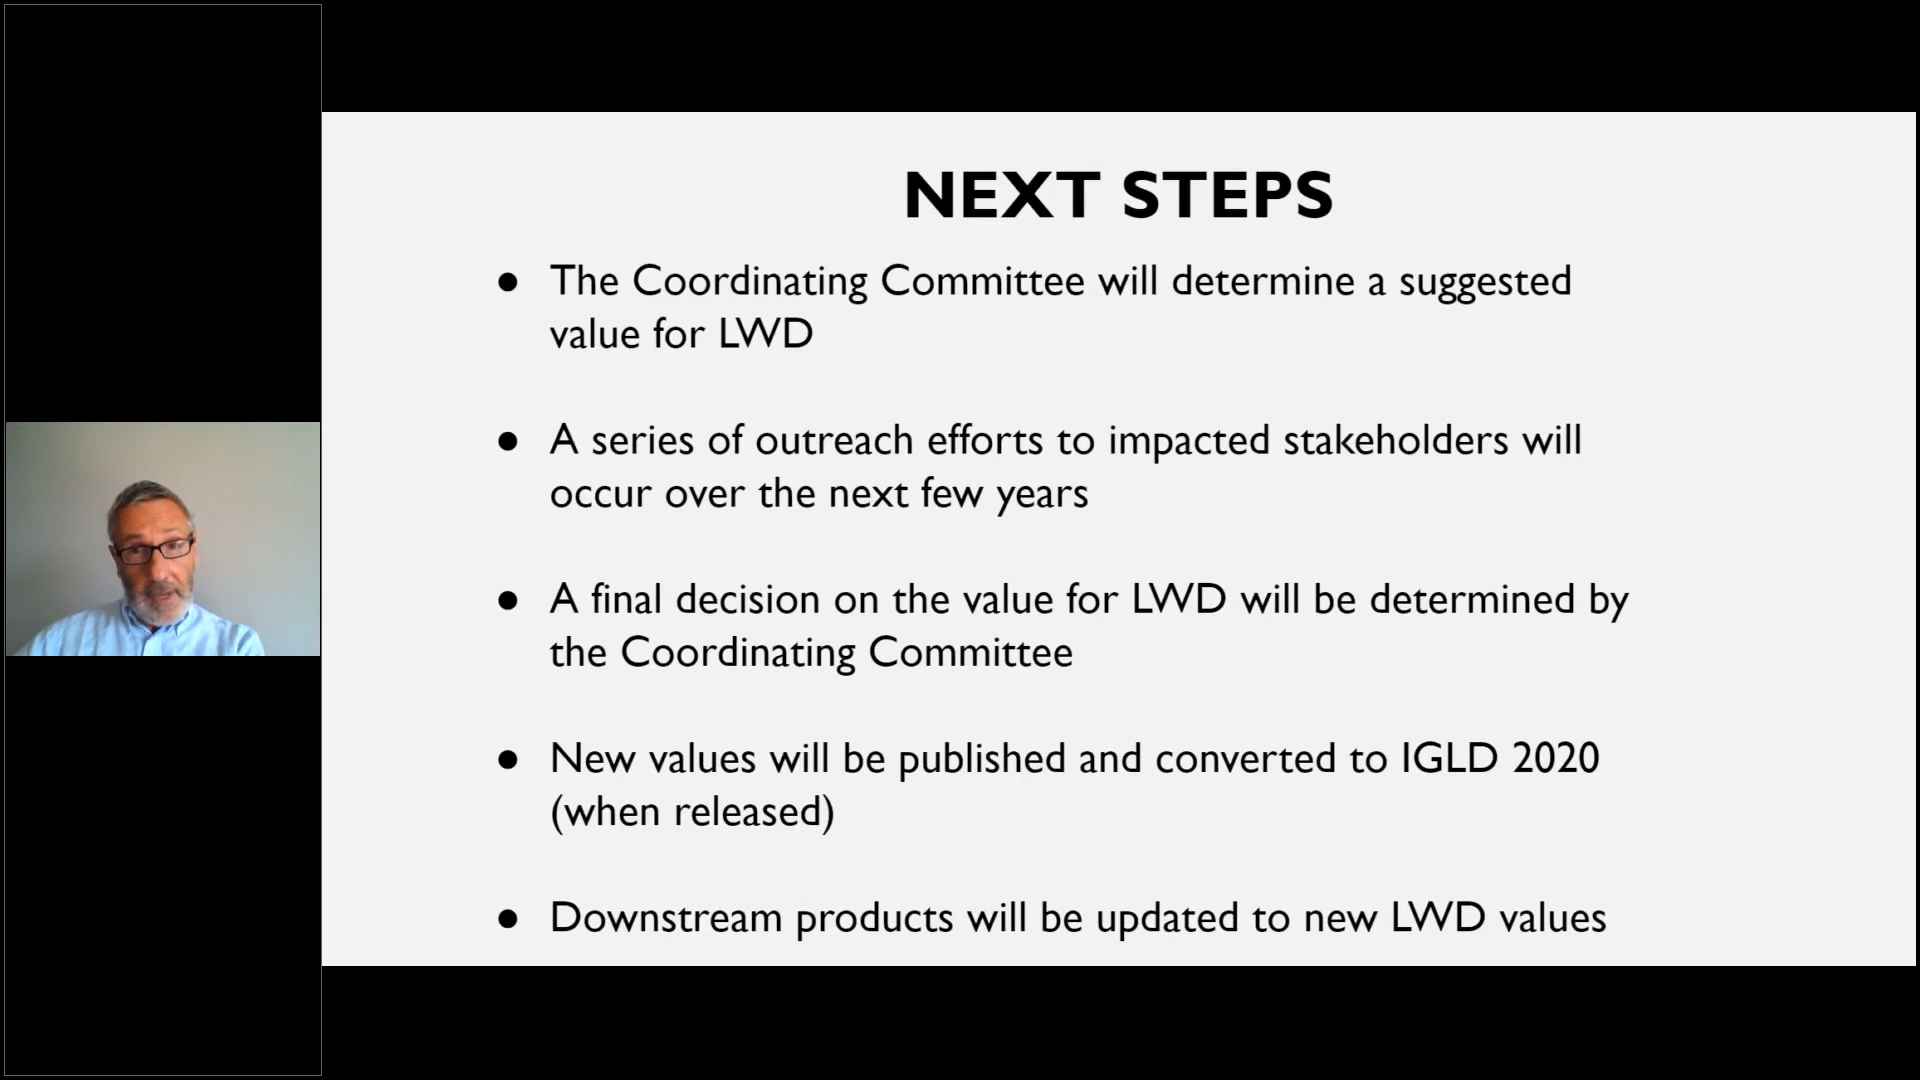 NEXT STEPS
● The Coordinating Committee will determine a suggested
value for LWD
● A series of outreach efforts to impacted stakeholders will
occur over the next few years
● A final decision on the value for LWD will be determined by
the Coordinating Committee
● New values will be published and converted to IGLD 2020
(when released)
● Downstream products will be updated to new LWD values